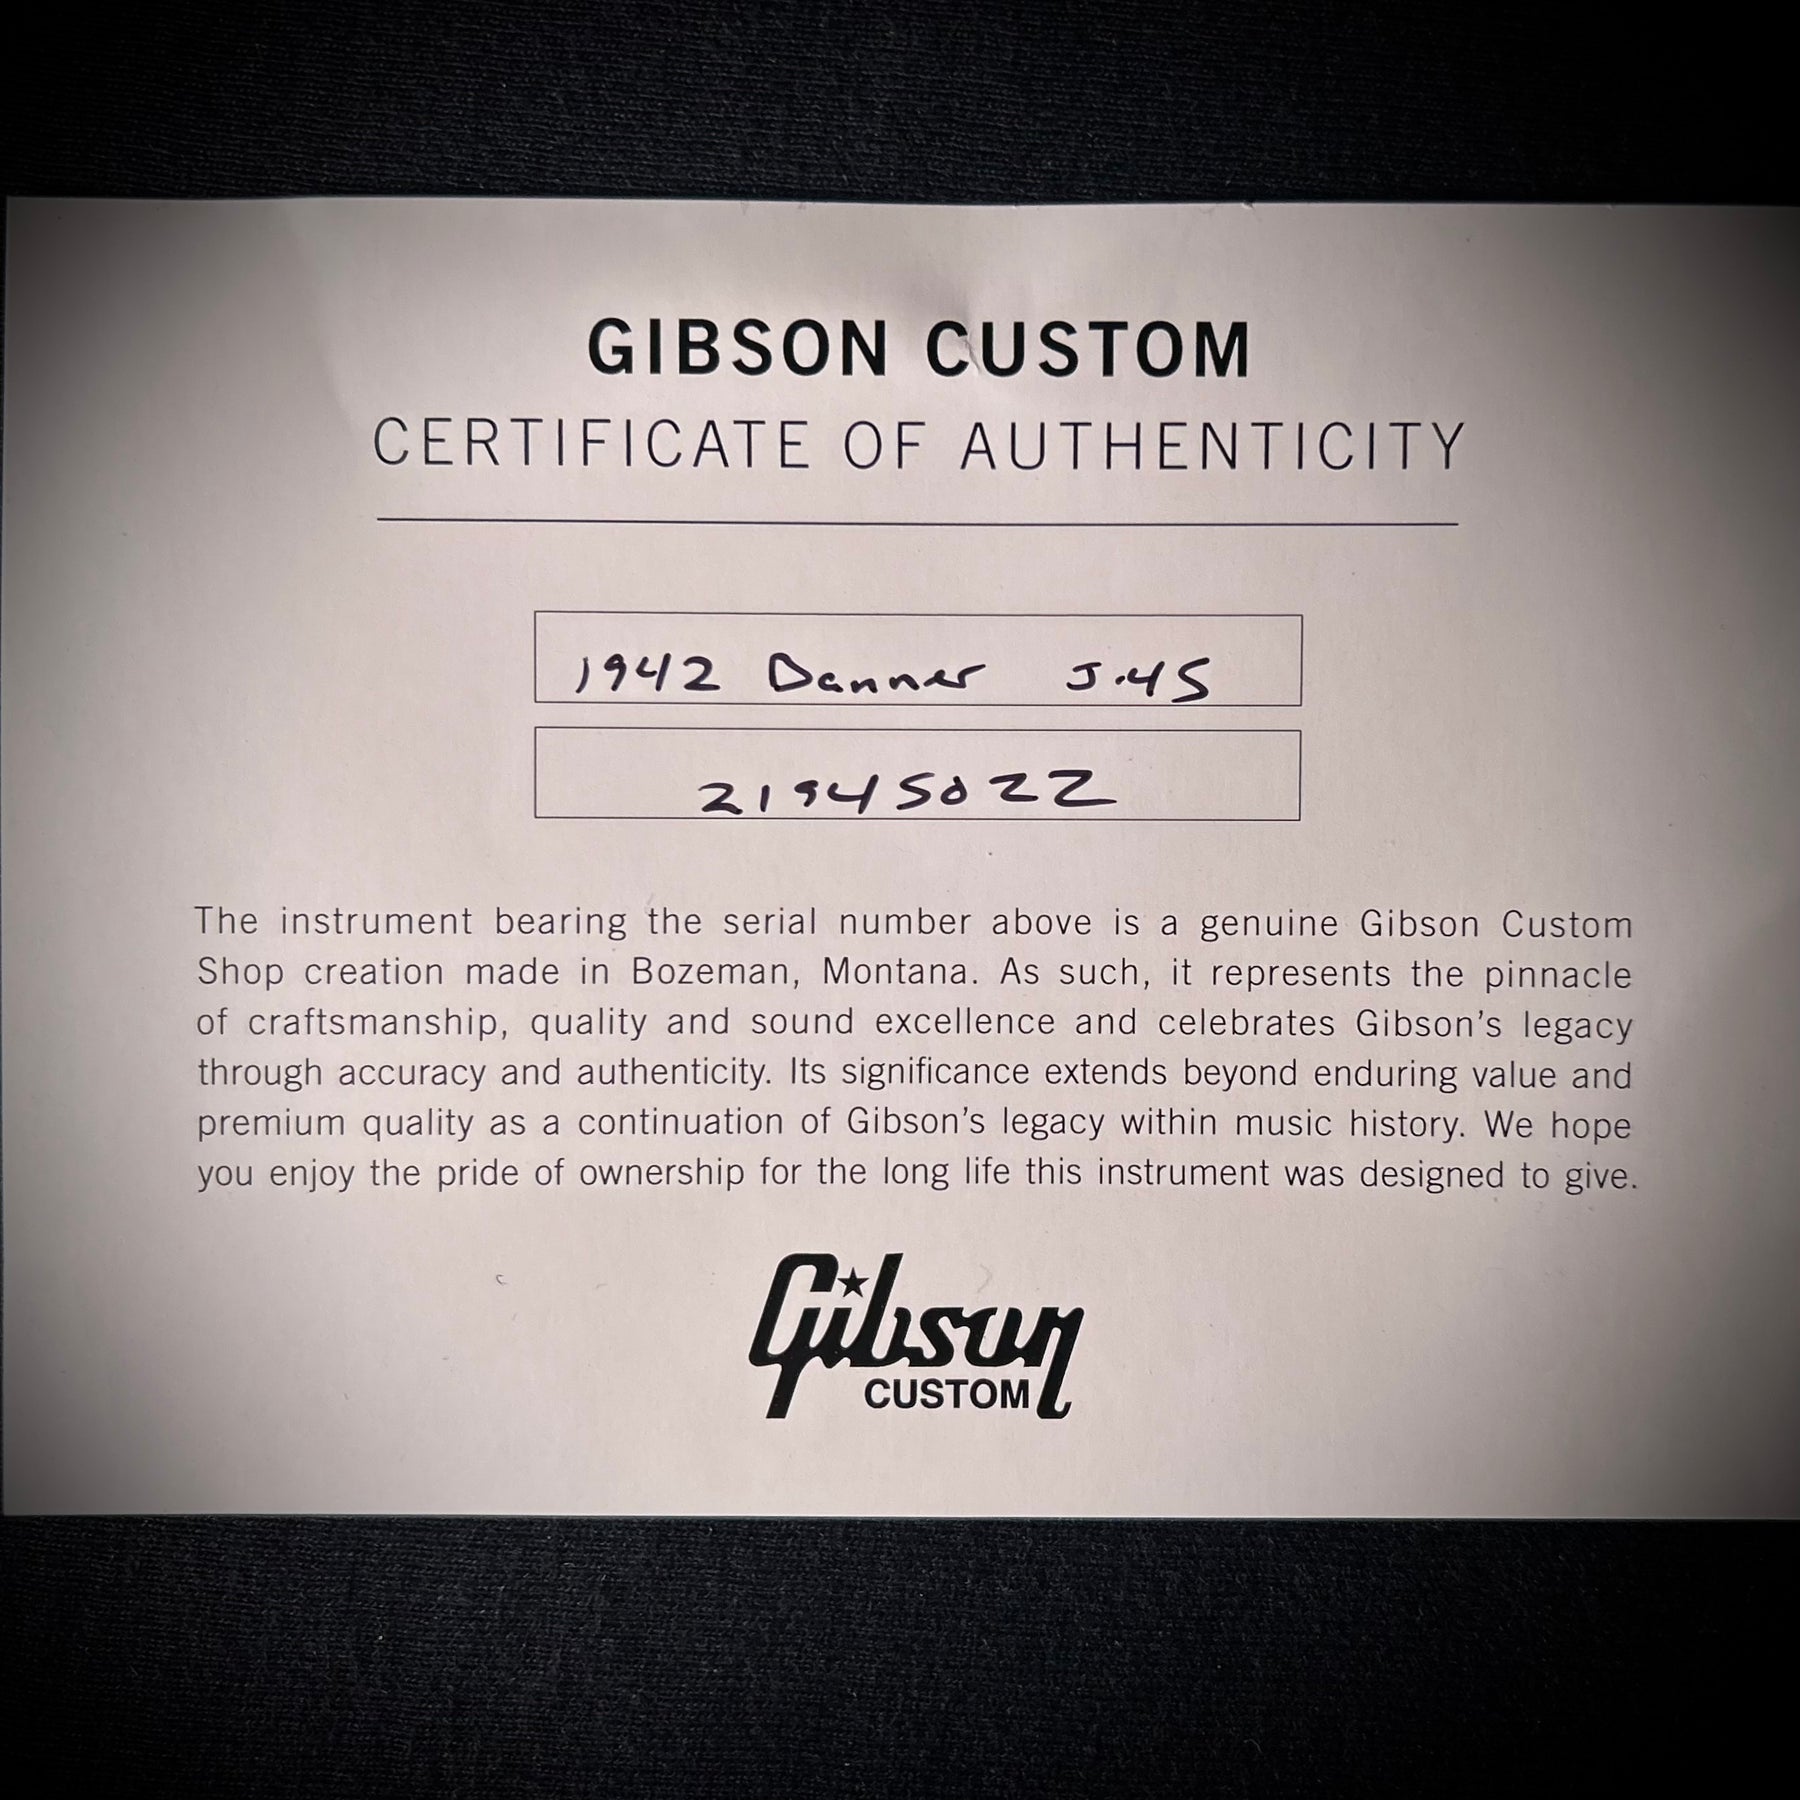 GIBSON CUSTOM
CERTIFICATE OF AUTHENTICITY
1942 Banner J-45
21945022
The instrument bearing the serial number above is a genuine Gibson Custom
Shop creation made in Bozeman, Montana. As such, it represents the pinnacle
of craftsmanship, quality and sound excellence and celebrates Gibson's legacy
through accuracy and authenticity. Its significance extends beyond enduring value and
premium quality as a continuation of Gibson's legacy within music history. We hope
you enjoy the pride of ownership for the long life this instrument was designed to give.
Gibson
CUSTOM